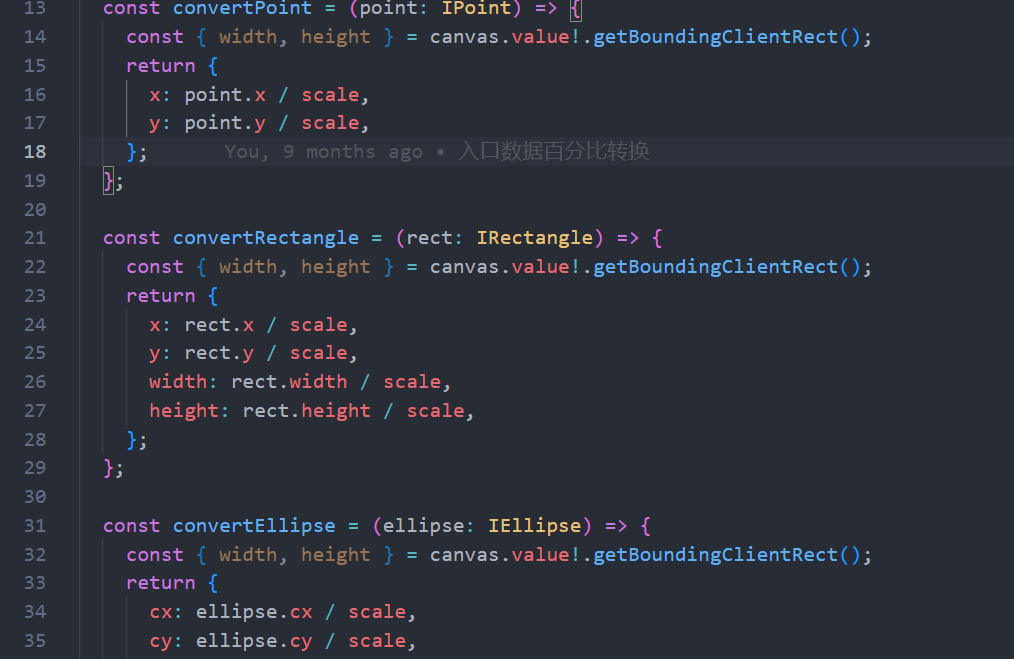 13 const convertPoint = (point: IPoint) => {
14 const { width, height } = canvas.value!.getBoundingClientRect();
15 return {
16 x: point.x / scale,
17 y: point.y / scale,
18 }; You, 9 months ago • 入口数据百分比转换
19 };
20
21 const convertRectangle = (rect: IRectangle) => {
22 const { width, height } = canvas.value!.getBoundingClientRect();
23 return {
24 x: rect.x / scale,
25 y: rect.y / scale,
26 width: rect.width / scale,
27 height: rect.height / scale,
28 };
29 };
30
31 const convertEllipse = (ellipse: IEllipse) => {
32 const { width, height } = canvas.value!.getBoundingClientRect();
33 return {
34 cx: ellipse.cx / scale,
35 cy: ellipse.cy / scale,